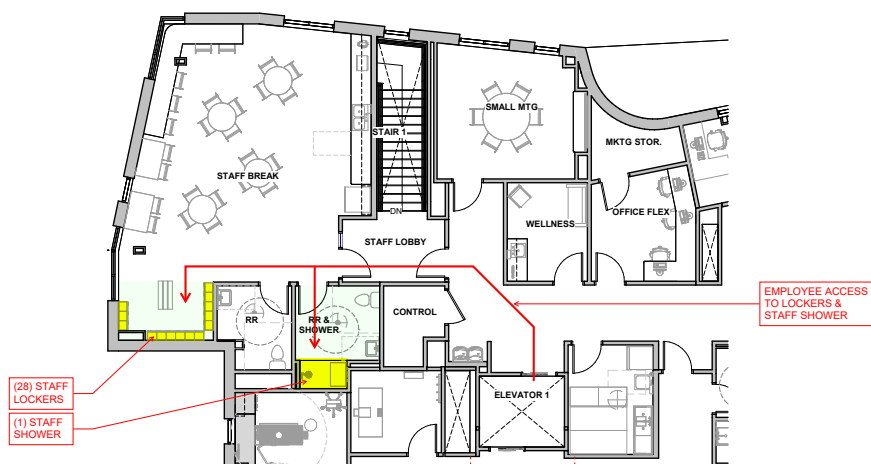 SMALL MTG.
STAIR 1
MKTG STOR.
STAFF BREAK
DN
OFFICE FLEX
WELLNESS
STAFF LOBBY
EMPLOYEE ACCESS
TO LOCKERS &
STAFF SHOWER
CONTROL
RR
RR &
SHOWER
(28) STAFF
LOCKERS
ELEVATOR 1
(1) STAFF
SHOWER